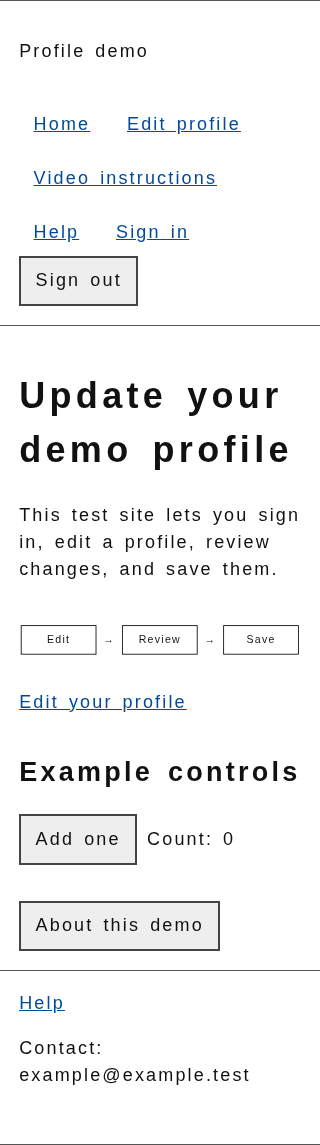 Profile demo
Home Edit profile
Video instructions
Help Sign in
Sign out
Update your
demo profile
This test site lets you sign
in, edit a profile, review
changes, and save them.
Edit → Review → Save
Edit your profile
Example controls
Add one Count: 0
About this demo
Help
Contact:
example@example.test